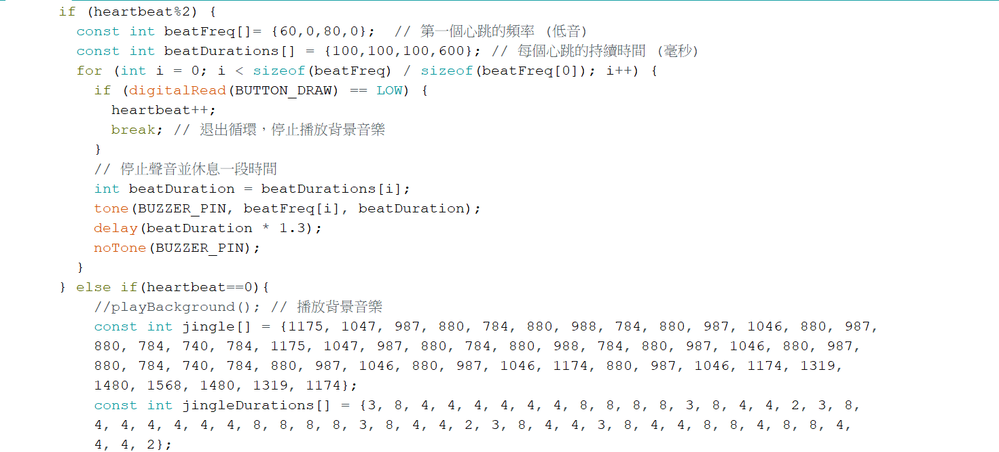 if (heartbeat%2) {
const int beatFreq[]= {60,0,80,0};  // 第一個心跳的頻率 (低音)
const int beatDurations[] = {100,100,100,600}; // 每個心跳的持續時間 (毫秒)
for (int i = 0; i < sizeof(beatFreq) / sizeof(beatFreq[0]); i++) {
if (digitalRead(BUTTON_DRAW) == LOW) {
heartbeat++;
break; // 退出循環，停止播放背景音樂
}
// 停止聲音並休息一段時間
int beatDuration = beatDurations[i];
tone(BUZZER_PIN, beatFreq[i], beatDuration);
delay(beatDuration * 1.3);
noTone(BUZZER_PIN);
}
} else if(heartbeat==0){
//playBackground(); // 播放背景音樂
const int jingle[] = {1175, 1047, 987, 880, 784, 880, 988, 784, 880, 987, 1046, 880, 987,
880, 784, 740, 784, 1175, 1047, 987, 880, 784, 880, 988, 784, 880, 987, 1046, 880, 987,
880, 784, 740, 784, 880, 987, 1046, 880, 987, 1046, 1174, 880, 987, 1046, 1174, 1319,
1480, 1568, 1480, 1319, 1174};
const int jingleDurations[] = {3, 8, 4, 4, 4, 4, 4, 4, 8, 8, 8, 8, 3, 8, 4, 4, 2, 3, 8,
4, 4, 4, 4, 4, 4, 8, 8, 8, 8, 3, 8, 4, 4, 2, 3, 8, 4, 4, 3, 8, 4, 4, 8, 8, 4, 8, 8, 4,
4, 4, 2};